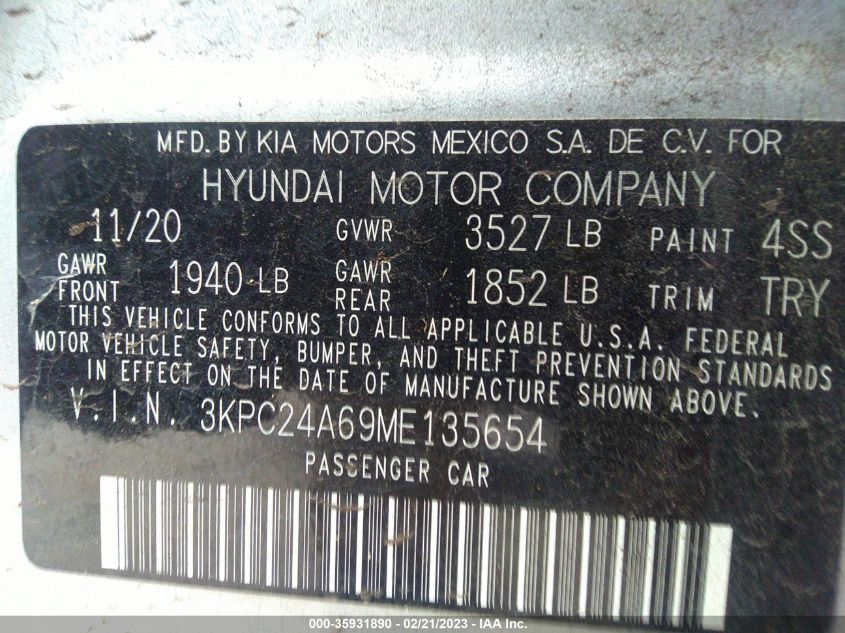 MFD. BY KIA MOTORS MEXICO S.A. DE C.V. FOR
HYUNDAI MOTOR COMPANY
11/20 GVWR 3527 LB PAINT 4SS
GAWR FRONT 1940 LB GAWR REAR 1852 LB TRIM TRY
THIS VEHICLE CONFORMS TO ALL APPLICABLE U.S.A. FEDERAL
MOTOR VEHICLE SAFETY, BUMPER, AND THEFT PREVENTION STANDARDS
IN EFFECT ON THE DATE OF MANUFACTURE SHOWN ABOVE.
V.I.N. 3KPC24A69ME135654
PASSENGER CAR
000-35931890 - 02/21/2023 - IAA Inc.